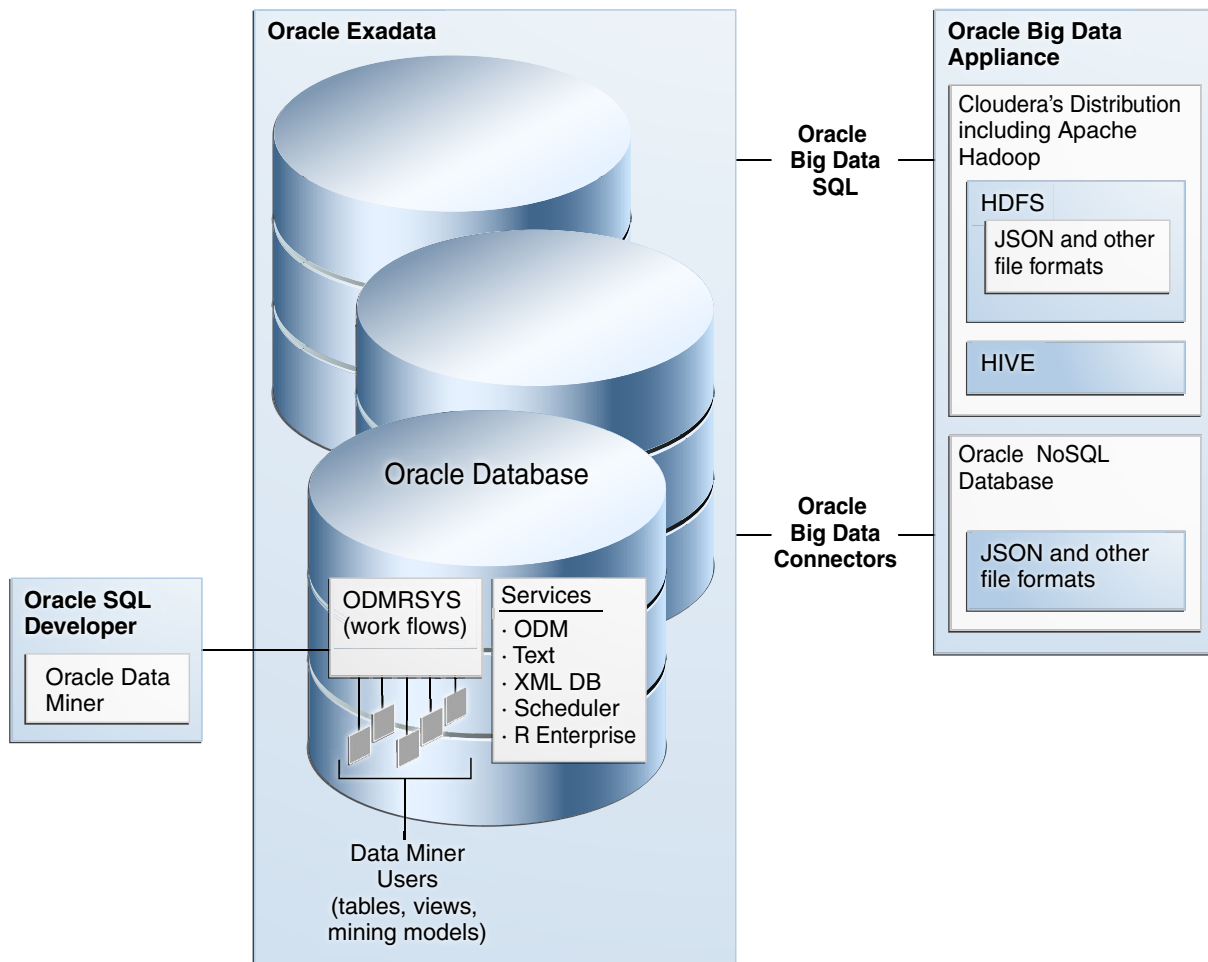 Oracle Exadata
Oracle Database
ODMRSYS
(work flows)
Services
· ODM
· Text
· XML DB
· Scheduler
· R Enterprise
Data Miner
Users
(tables, views,
mining models)
Oracle SQL
Developer
Oracle Data
Miner
Oracle
Big Data
SQL
Oracle
Big Data
Connectors
Oracle Big Data
Appliance
Cloudera's Distribution
including Apache
Hadoop
HDFS
JSON and other
file formats
HIVE
Oracle NoSQL
Database
JSON and other
file formats